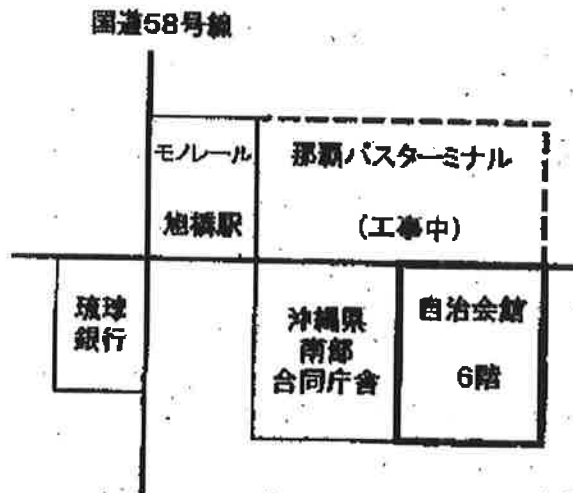 国道58号線
モノレール
旭橋駅
那覇バスターミナル
(工事中)
琉球
銀行
沖縄県
南部
合同庁舎
自治会館
6階